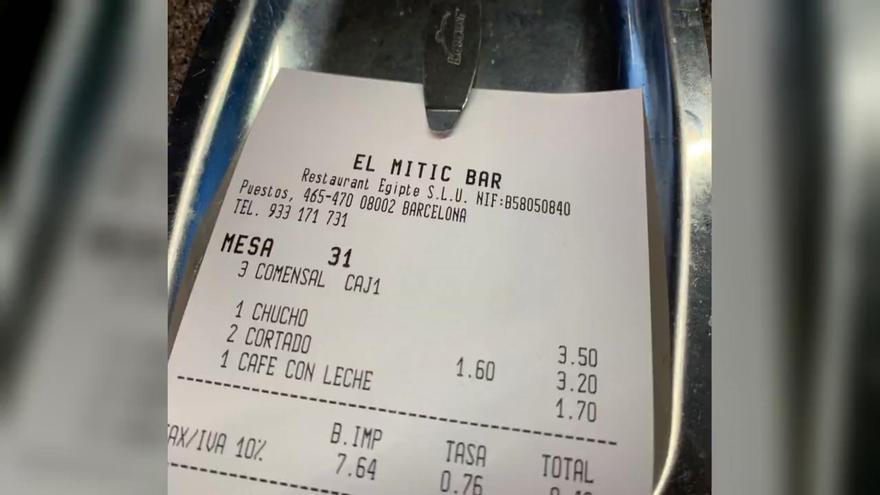 EL MITIC BAR
Restaurant Egipte S.L.U. NIF:B58050840
Puestos, 465-470 08002 BARCELONA
TEL. 933 171 731
MESA 31
3 COMENSAL CAJ1
1 CHUCHO 3.50
2 CORTADO 1.60 3.20
1 CAFE CON LECHE 1.70
B.IMP TASA TOTAL
TAX/IVA 10% 7.64 0.76